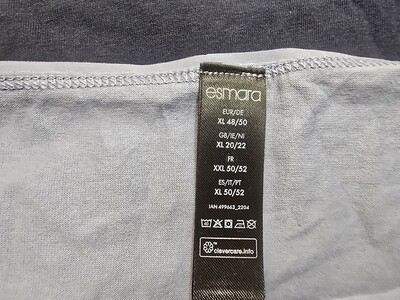 esmara
EUR/DE
XL 48/50
GB/IE/NI
XL 20/22
FR
XXL 50/52
ES/IT/PT
XL 50/52
IAN 499663_2204
clevercare.info